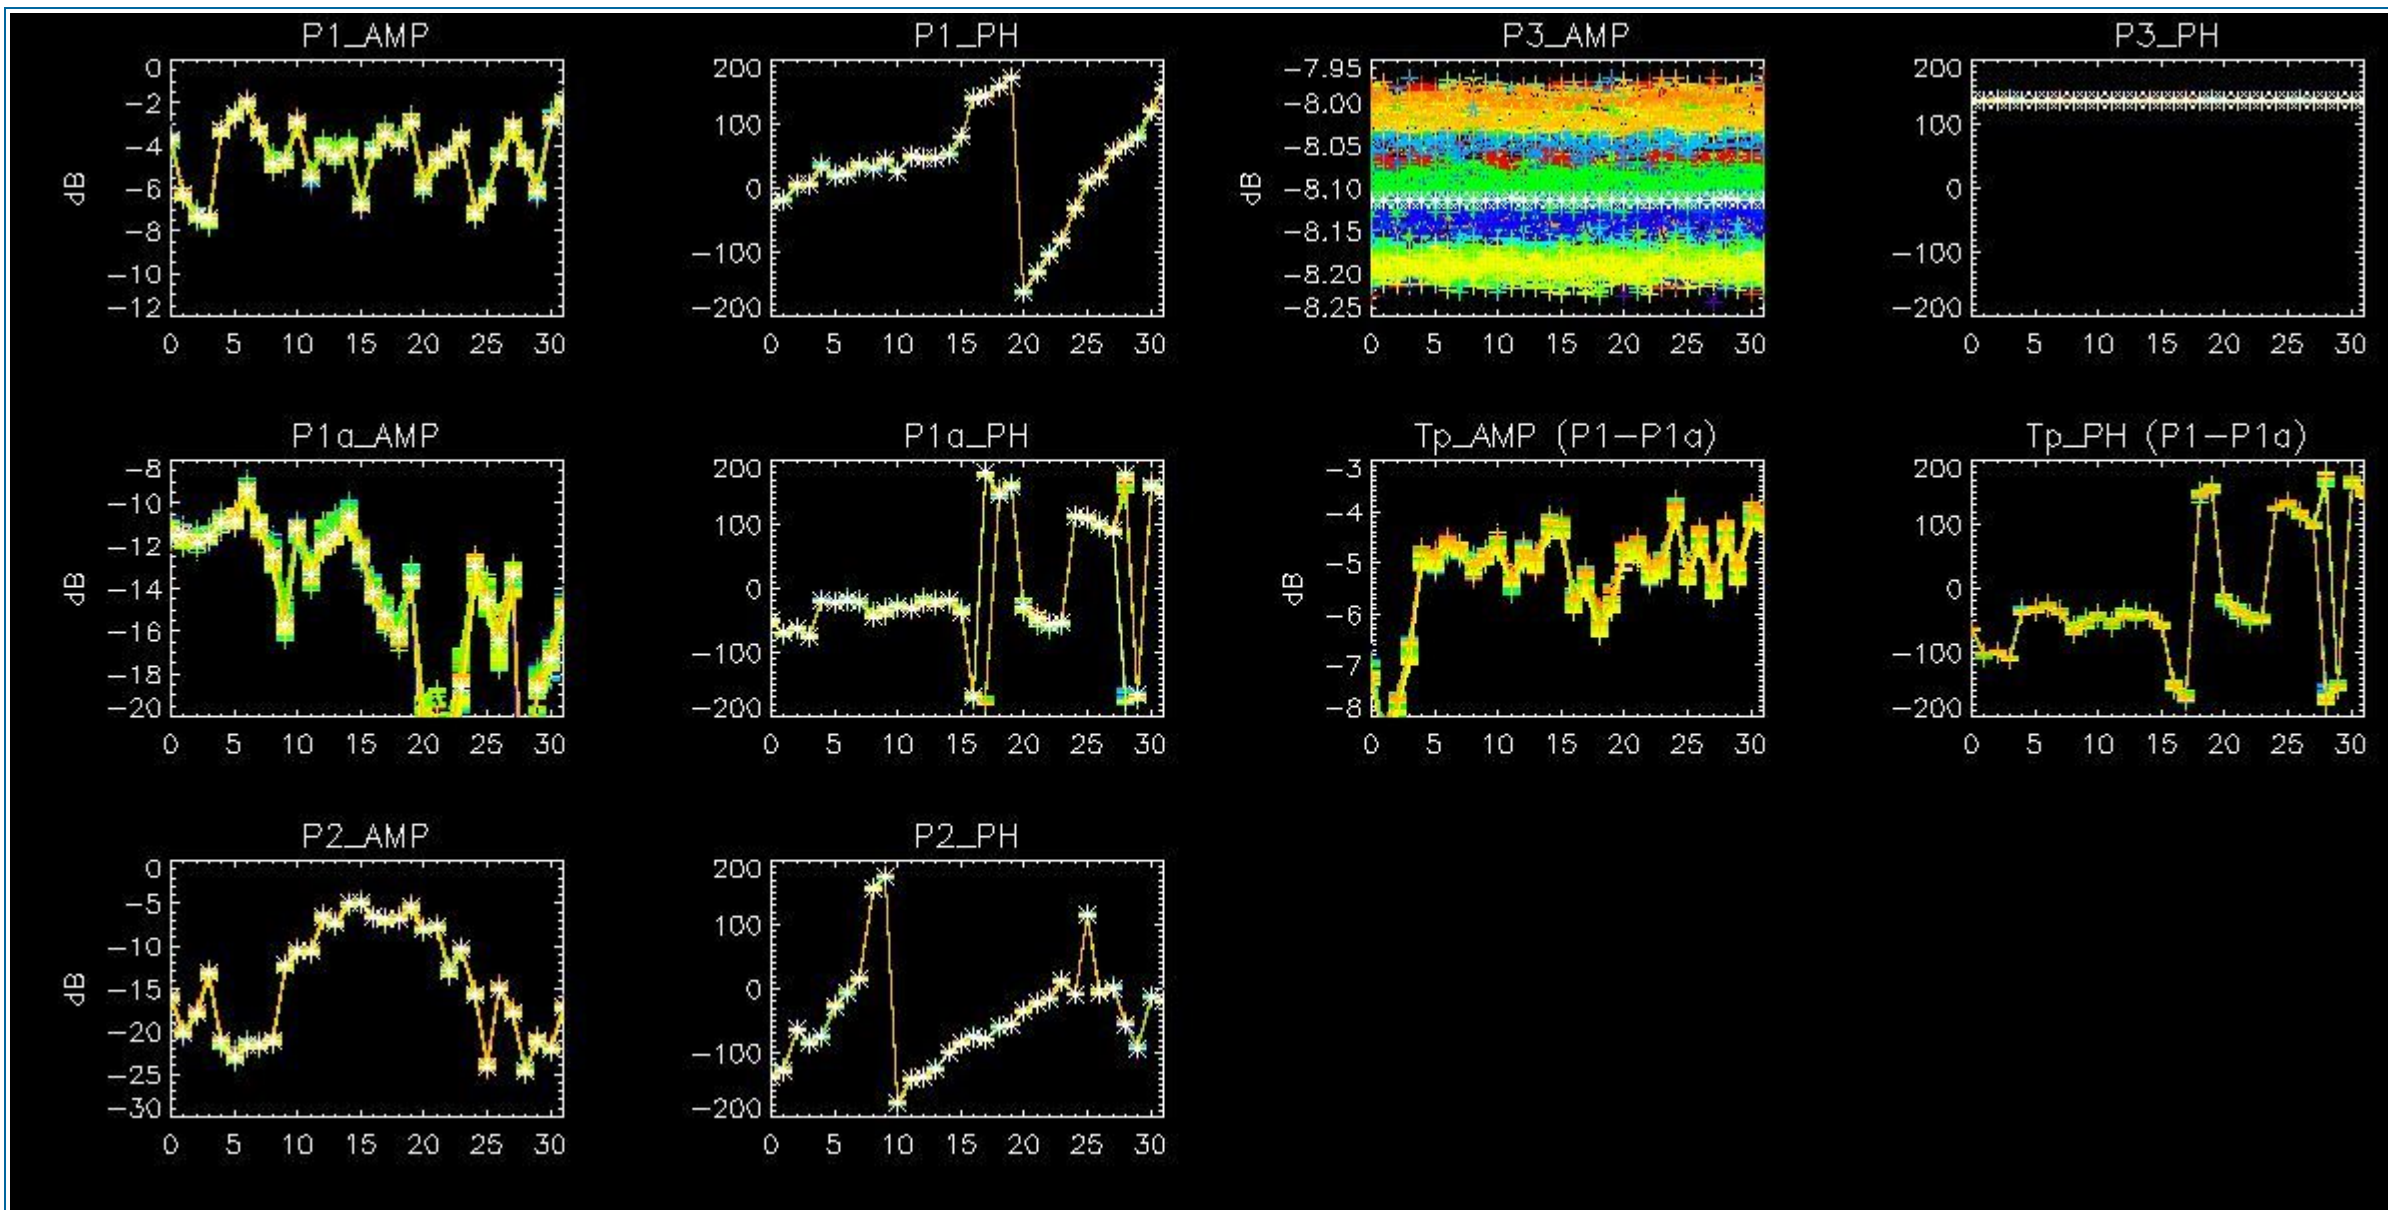 P1_AMP
P1_PH
P3_AMP
P3_PH
0
−2
−4
−6
−8
−10
−12
dB
0 5 10 15 20 25 30
200
100
0
−100
−200
0 5 10 15 20 25 30
−7.95
−8.00
−8.05
−8.10
−8.15
−8.20
−8.25
dB
0 5 10 15 20 25 30
200
100
0
−100
−200
0 5 10 15 20 25 30
P1a_AMP
P1a_PH
Tp_AMP (P1−P1a)
Tp_PH (P1−P1a)
−8
−10
−12
−14
−16
−18
−20
dB
0 5 10 15 20 25 30
200
100
0
−100
−200
0 5 10 15 20 25 30
−3
−4
−5
−6
−7
−8
dB
0 5 10 15 20 25 30
200
100
0
−100
−200
0 5 10 15 20 25 30
P2_AMP
P2_PH
0
−5
−10
−15
−20
−25
−30
dB
0 5 10 15 20 25 30
200
100
0
−100
−200
0 5 10 15 20 25 30